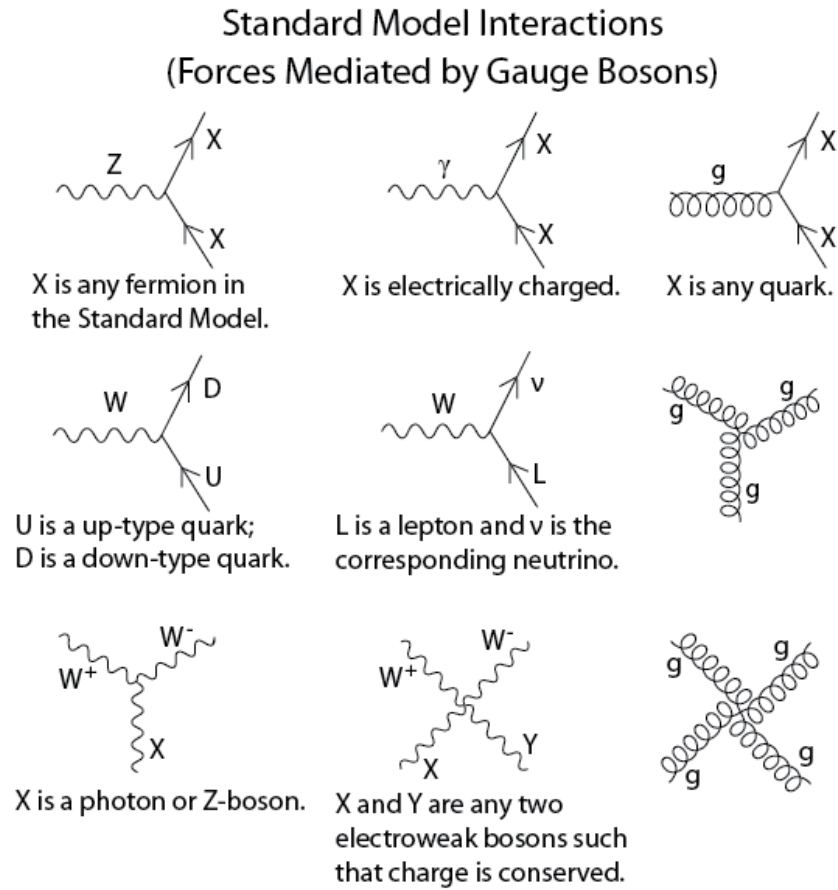 Standard Model Interactions
(Forces Mediated by Gauge Bosons)
Z
X
X
X is any fermion in
the Standard Model.
γ
X
X
X is electrically charged.
g
X
X
X is any quark.
W
D
U
U is a up-type quark;
D is a down-type quark.
W
ν
L
L is a lepton and ν is the
corresponding neutrino.
g
g
g
W+
W-
X
X is a photon or Z-boson.
W+
W-
X
Y
X and Y are any two
electroweak bosons such
that charge is conserved.
g
g
g
g